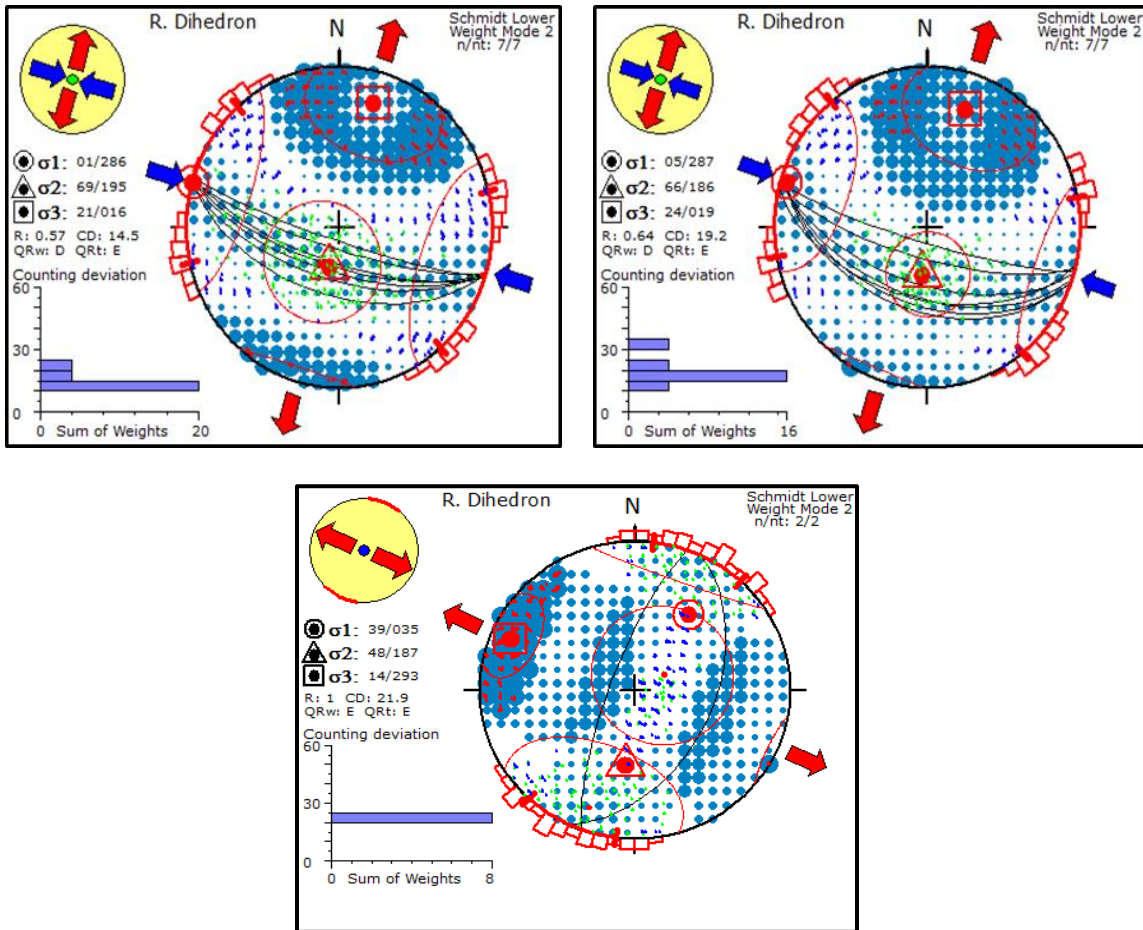 R. Dihedron
Schmidt Lower
Weight Mode 2
n/nt: 7/7
N
σ1: 01/286
σ2: 69/195
σ3: 21/016
R: 0.57 CD: 14.5
QRw: D QRt: E
Counting deviation
60
30
0
0 Sum of Weights 20
R. Dihedron
Schmidt Lower
Weight Mode 2
n/nt: 7/7
N
σ1: 05/287
σ2: 66/186
σ3: 24/019
R: 0.64 CD: 19.2
QRw: D QRt: E
Counting deviation
60
30
0
0 Sum of Weights 16
R. Dihedron
Schmidt Lower
Weight Mode 2
n/nt: 2/2
N
σ1: 39/035
σ2: 48/187
σ3: 14/293
R: 1 CD: 21.9
QRw: E QRt: E
Counting deviation
60
30
0
0 Sum of Weights 8